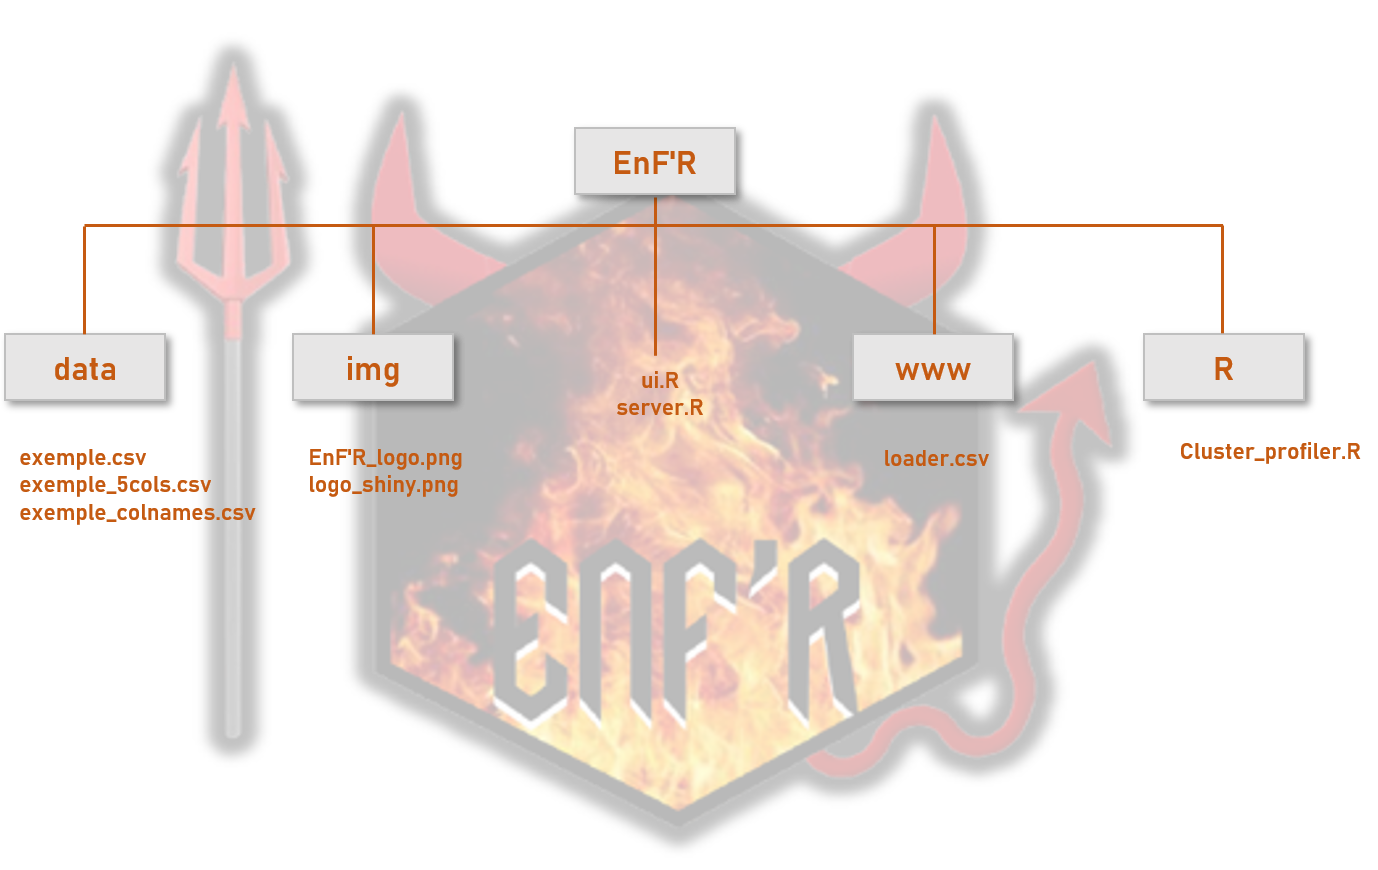 EnF'R
data
img
ui.R
server.R
www
R
exemple.csv
exemple_5cols.csv
exemple_colnames.csv
EnF'R_logo.png
logo_shiny.png
loader.csv
Cluster_profiler.R
ENF'R